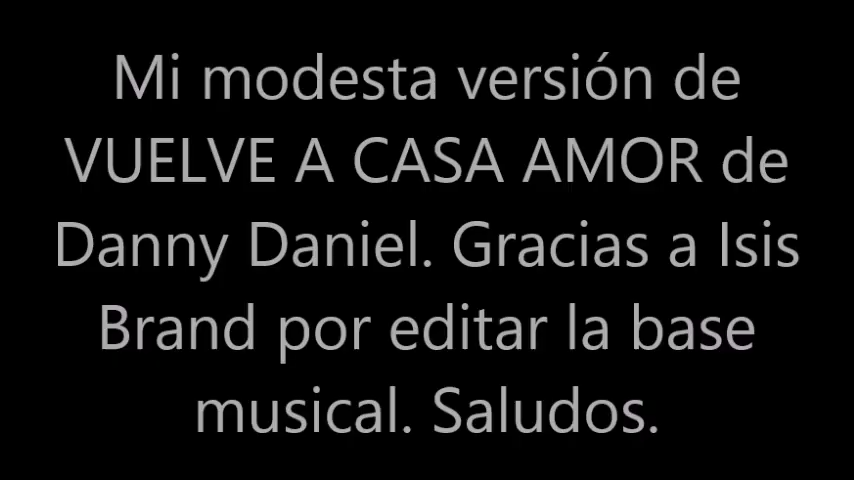 Mi modesta versión de
VUELVE A CASA AMOR de
Danny Daniel. Gracias a Isis
Brand por editar la base
musical. Saludos.